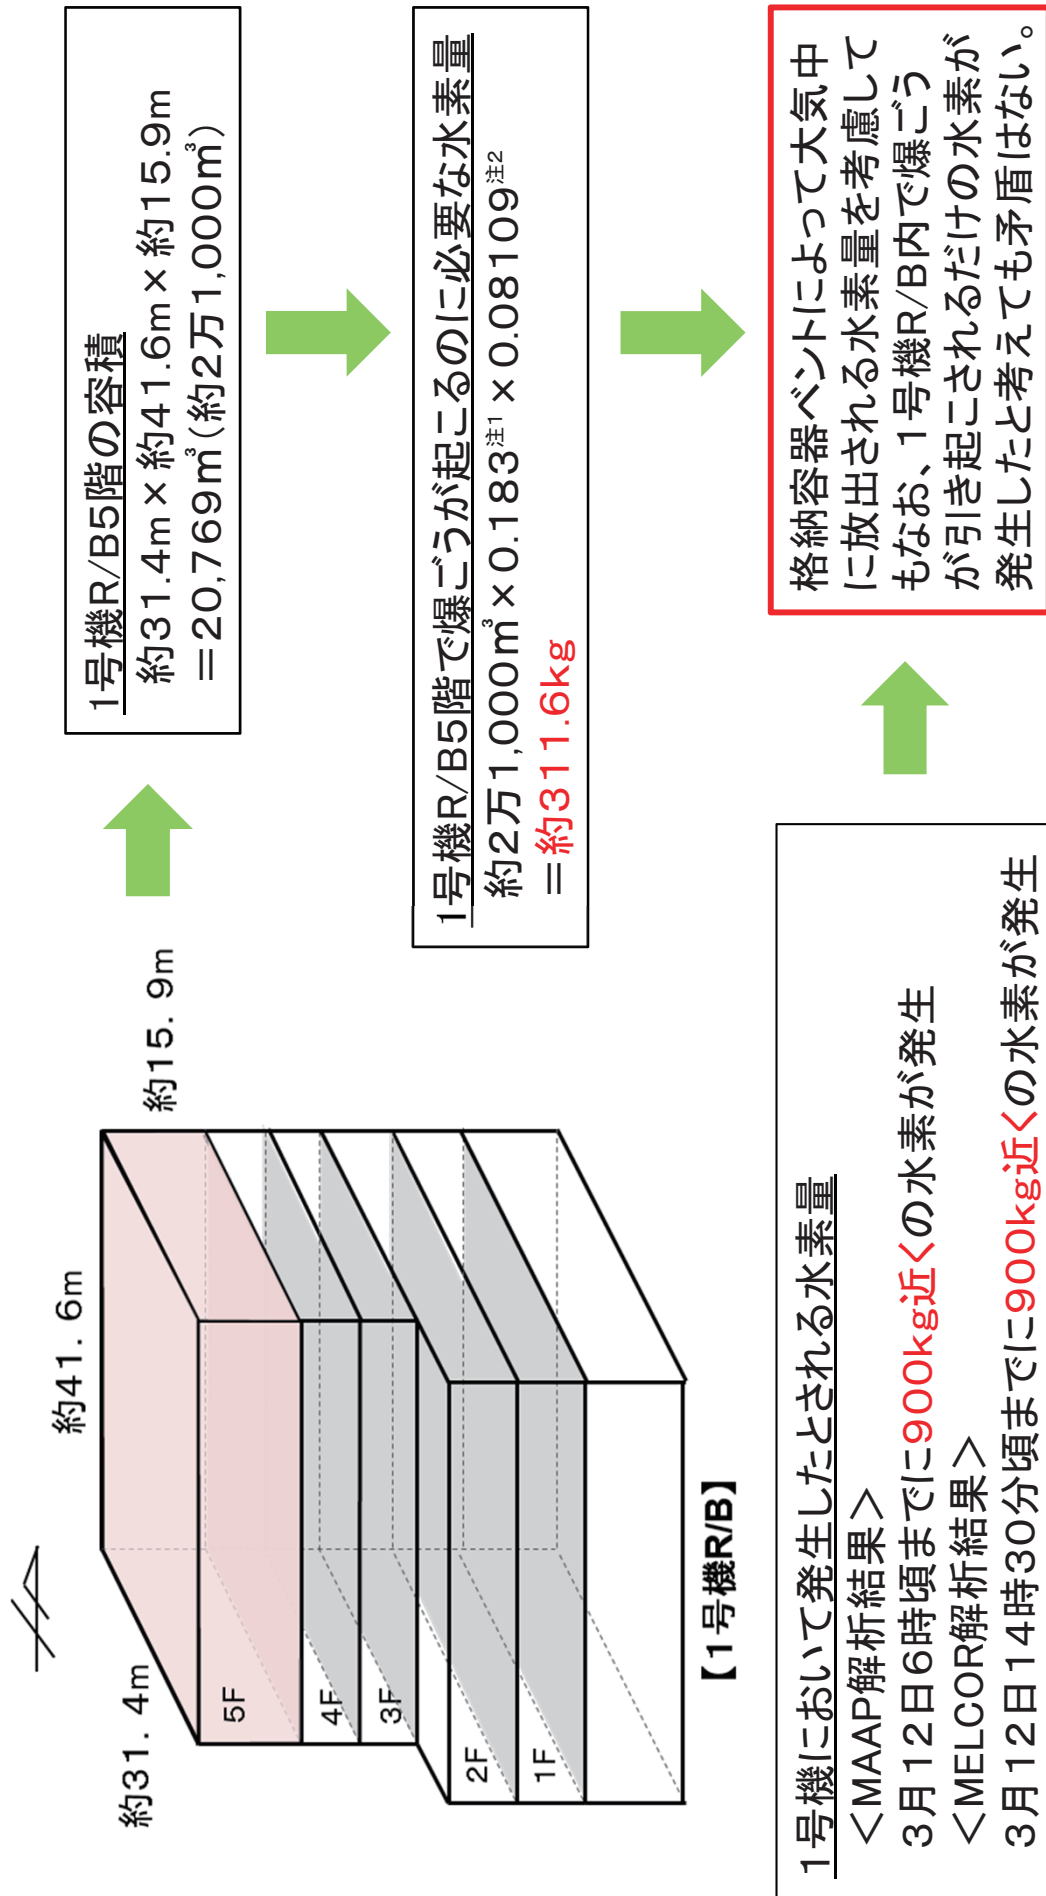 約41．6m
約15．9m
約31．4m
5F
4F
3F
2F
1F
【1号機R/B】
1号機R/B5階の容積
約31.4m×約41.6m×約15.9m
＝20,769㎥(約2万1,000㎥)
1号機R/B5階で爆ごうが起こるのに必要な水素量
約2万1,000㎥×0.183注1×0.08109注2
＝約311.6kg
1号機において発生したとされる水素量
＜MAAP解析結果＞
3月12日6時頃までに900kg近くの水素が発生
＜MELCOR解析結果＞
3月12日14時30分頃までに900kg近くの水素が発生
格納容器ベントによって大気中
に放出される水素量を考慮して
もなお、1号機R/B内で爆ごう
が引き起こされるだけの水素が
発生したと考えても矛盾はない。